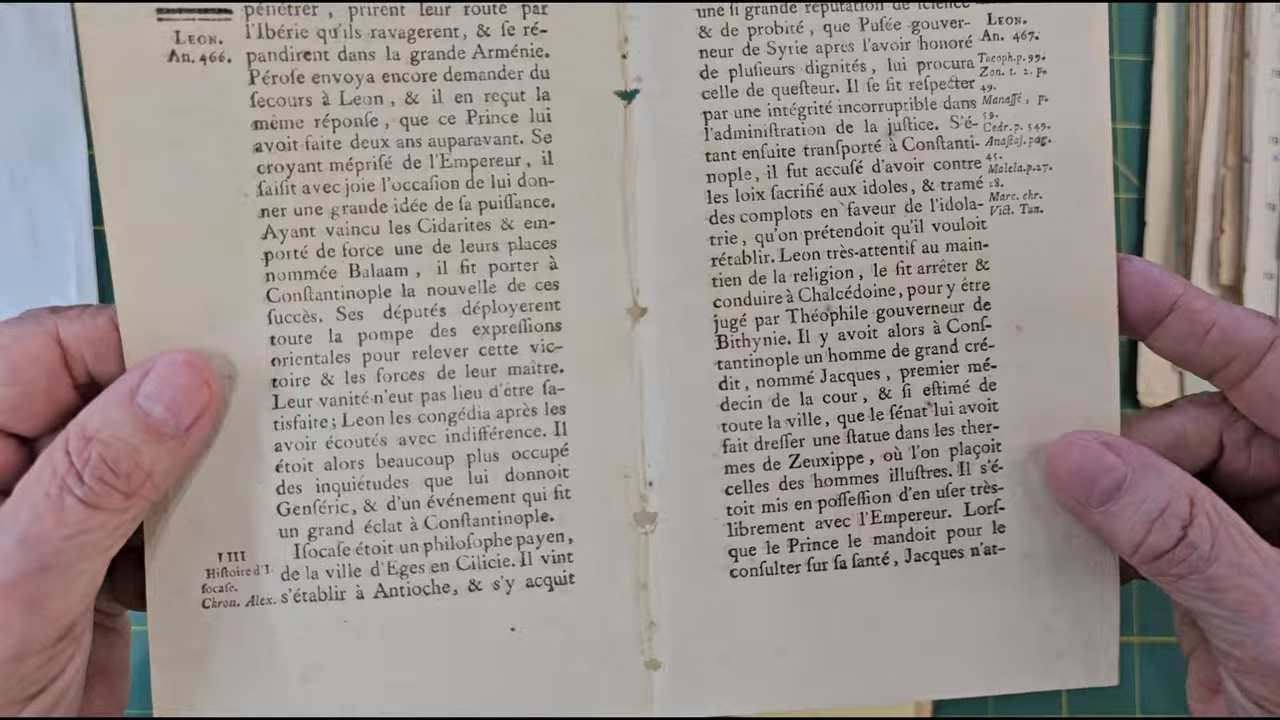 LEON.
An. 466.
pénétrer, prirent leur route par
l'Ibérie qu'ils ravagerent, & ſe ré-
pandirent dans la grande Arménie.
Péroſe envoya encore demander du
ſecours à Leon, & il en reçut la
même réponſe, que ce Prince lui
avoit faite deux ans auparavant. Se
croyant mépriſé de l'Empereur, il
ſaiſit avec joie l'occaſion de lui don-
ner une grande idée de ſa puiſſance.
Ayant vaincu les Cidarites & em-
porté de force une de leurs places
nommée Balaam, il fit porter à
Conſtantinople la nouvelle de ces
ſuccès. Ses députés déployerent
toute la pompe des expreſſions
orientales pour relever cette vic-
toire & les forces de leur maître.
Leur vanité n'eut pas lieu d'être ſa-
tisfaite; Leon les congédia après les
avoir écoutés avec indifférence. Il
étoit alors beaucoup plus occupé
des inquiétudes que lui donnoit
Genſéric, & d'un événement qui fit
un grand éclat à Conſtantinople.
LIII
Hiſtoire d'I-
ſocaſe.
Chron. Alex.
Iſocaſe étoit un philoſophe payen,
de la ville d'Eges en Cilicie. Il vint
s'établir à Antioche, & s'y acquit
une ſi grande réputation de ſcience
& de probité, que Puſée gouver-
neur de Syrie après l'avoir honoré
de pluſieurs dignités, lui procura
celle de queſteur. Il ſe fit reſpecter
par une intégrité incorruptible dans
l'adminiſtration de la juſtice. S'é-
tant enſuite tranſporté à Conſtanti-
nople, il fut accuſé d'avoir contre
les loix ſacrifié aux idoles, & tramé
des complots en faveur de l'idola-
trie, qu'on prétendoit qu'il vouloit
rétablir. Leon très-attentif au main-
tien de la religion, le fit arrêter &
conduire à Chalcédoine, pour y être
jugé par Théophile gouverneur de
Bithynie. Il y avoit alors à Conſ-
tantinople un homme de grand cré-
dit, nommé Jacques, premier mé-
decin de la cour, & ſi eſtimé de
toute la ville, que le ſénat lui avoit
fait dreſſer une ſtatue dans les ther-
mes de Zeuxippe, où l'on plaçoit
celles des hommes illuſtres. Il s'é-
toit mis en poſſeſſion d'en uſer très-
librement avec l'Empereur. Lorſ-
que le Prince le mandoit pour le
conſulter ſur ſa ſanté, Jacques n'at-
LEON.
An. 467.
Theoph. p. 99.
Zon. t. 2. p.
49.
Manaſſé, p.
59.
Cedr. p. 349.
Anaſtaſ. pag.
45.
Malela. p. 27.
28.
Marc. chr.
Vict. Tun.